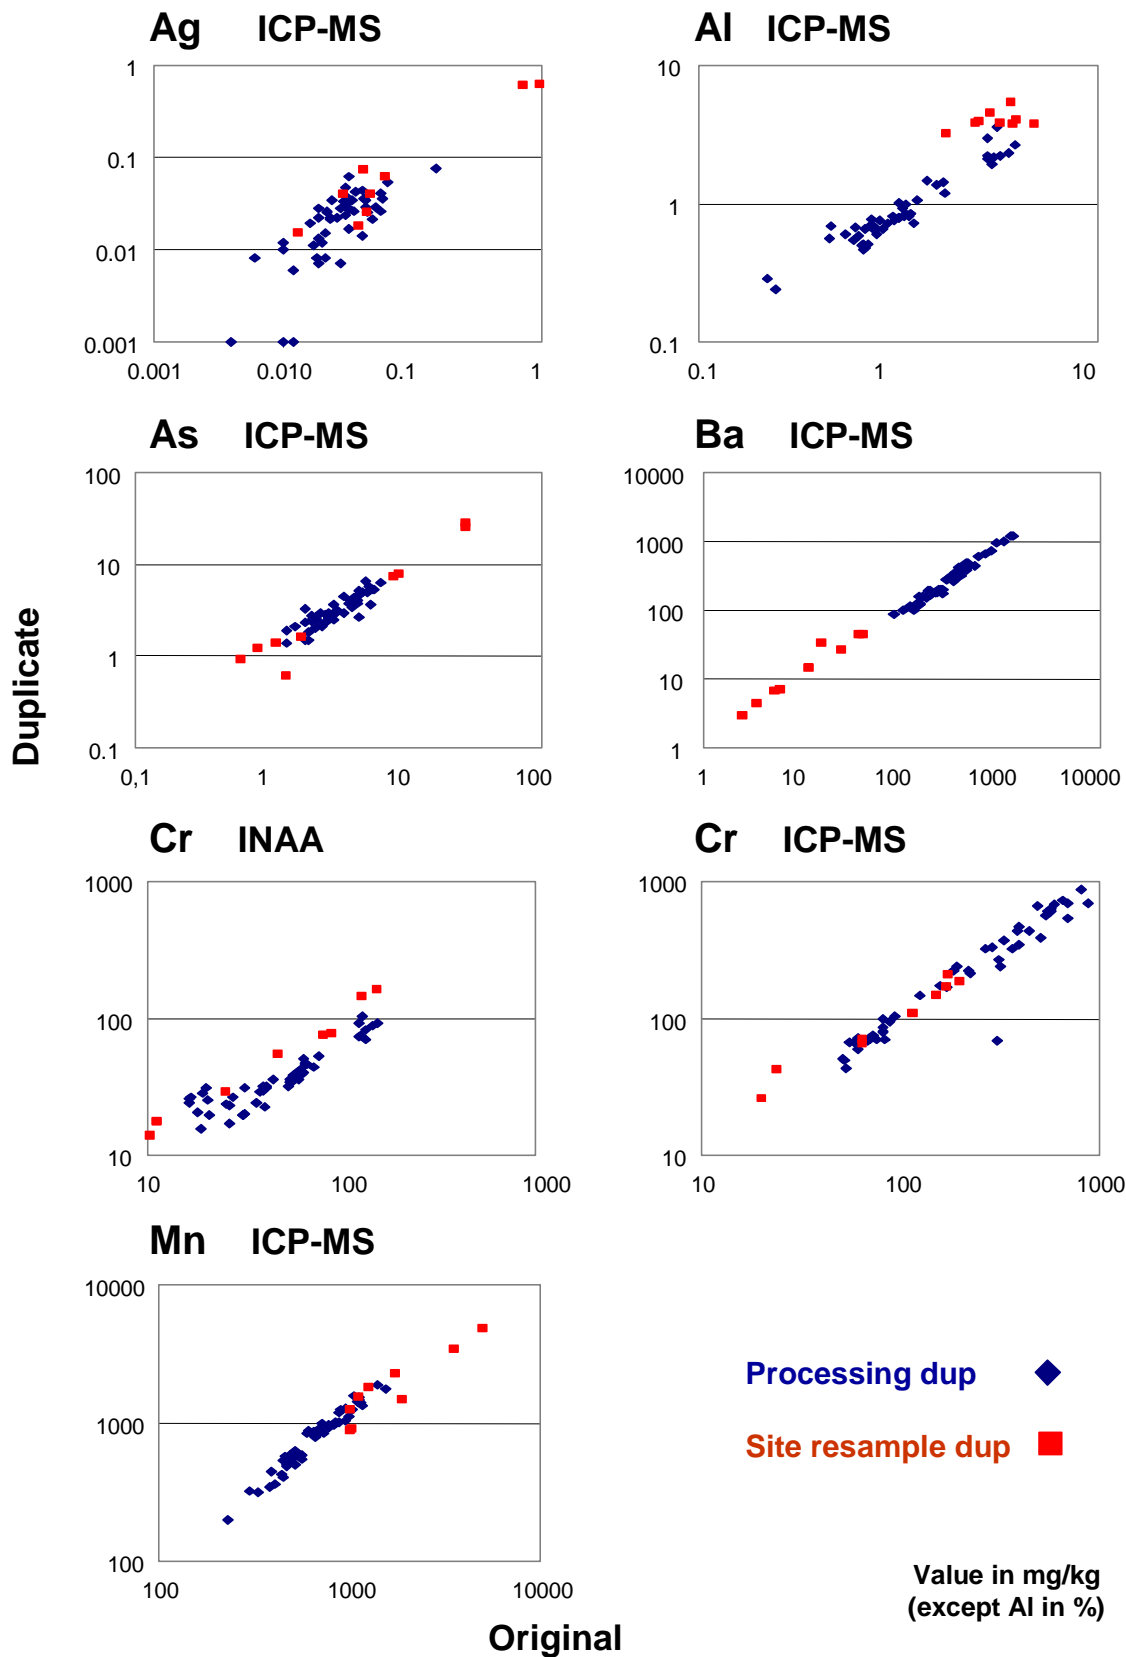 Ag ICP-MS
1
0.1
0.01
0.001
0.001 0.010 0.1 1
Al ICP-MS
10
1
0.1
0.1 1 10
As ICP-MS
100
10
1
0.1
0,1 1 10 100
Ba ICP-MS
10000
1000
100
10
1
1 10 100 1000 10000
Duplicate
Cr INAA
1000
100
10
10 100 1000
Cr ICP-MS
1000
100
10
10 100 1000
Mn ICP-MS
10000
1000
100
100 1000 10000
Processing dup
Site resample dup
Value in mg/kg
(except Al in %)
Original